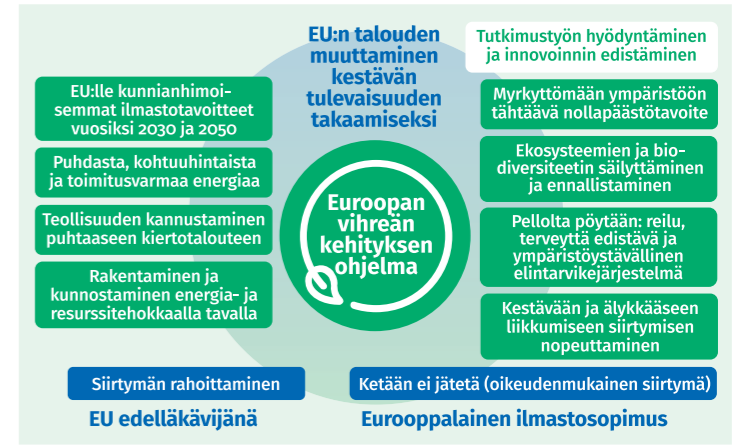 EU:n talouden
muuttaminen
kestävän
tulevaisuuden
takaamiseksi
Tutkimustyön hyödyntäminen
ja innovoinnin edistäminen
EU:lle kunnianhimoi-
semmat ilmastotavoitteet
vuosiksi 2030 ja 2050
Puhdasta, kohtuuhintaista
ja toimitusvarmaa energiaa
Teollisuuden kannustaminen
puhtaaseen kiertotalouteen
Rakentaminen ja
kunnostaminen energia- ja
resurssitehokkaalla tavalla
Euroopan
vihreän
kehityksen
ohjelma
Myrkyttömään ympäristöön
tähtäävä nollapäästötavoite
Ekosysteemien ja bio-
diversiteetin säilyttäminen
ja ennallistaminen
Pellolta pöytään: reilu,
terveyttä edistävä ja
ympäristöystävällinen
elintarvikejärjestelmä
Kestävään ja älykkääseen
liikkumiseen siirtymisen
nopeuttaminen
Siirtymän rahoittaminen
Ketään ei jätetä (oikeudenmukainen siirtymä)
EU edelläkävijänä
Eurooppalainen ilmastosopimus